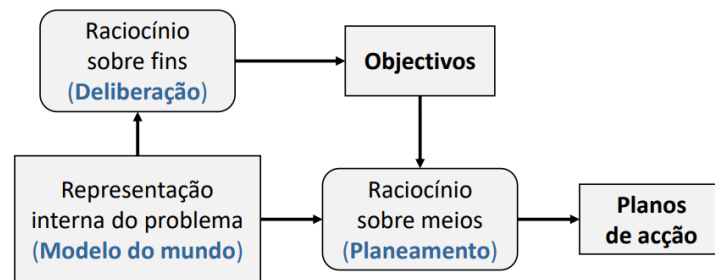 Raciocínio
sobre fins
(Deliberação)
Objectivos
Representação
interna do problema
(Modelo do mundo)
Raciocínio
sobre meios
(Planeamento)
Planos
de acção